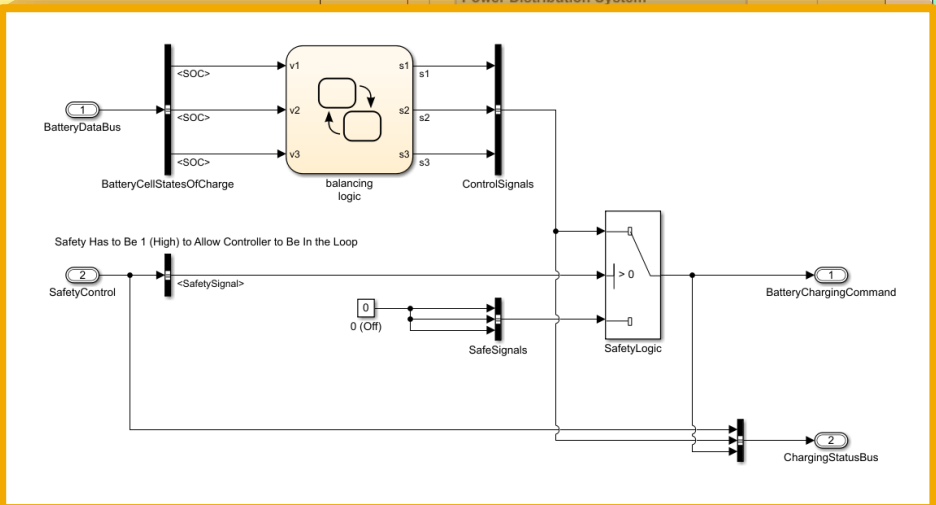 Power Distribution System
<SOC>
v1
s1
s1
1
BatteryDataBus
<SOC>
v2
s2
s2
<SOC>
v3
s3
s3
BatteryCellStatesOfCharge
balancing
logic
ControlSignals
Safety Has to Be 1 (High) to Allow Controller to Be In the Loop
2
SafetyControl
<SafetySignal>
> 0
1
BatteryChargingCommand
0
0 (Off)
SafeSignals
SafetyLogic
2
ChargingStatusBus